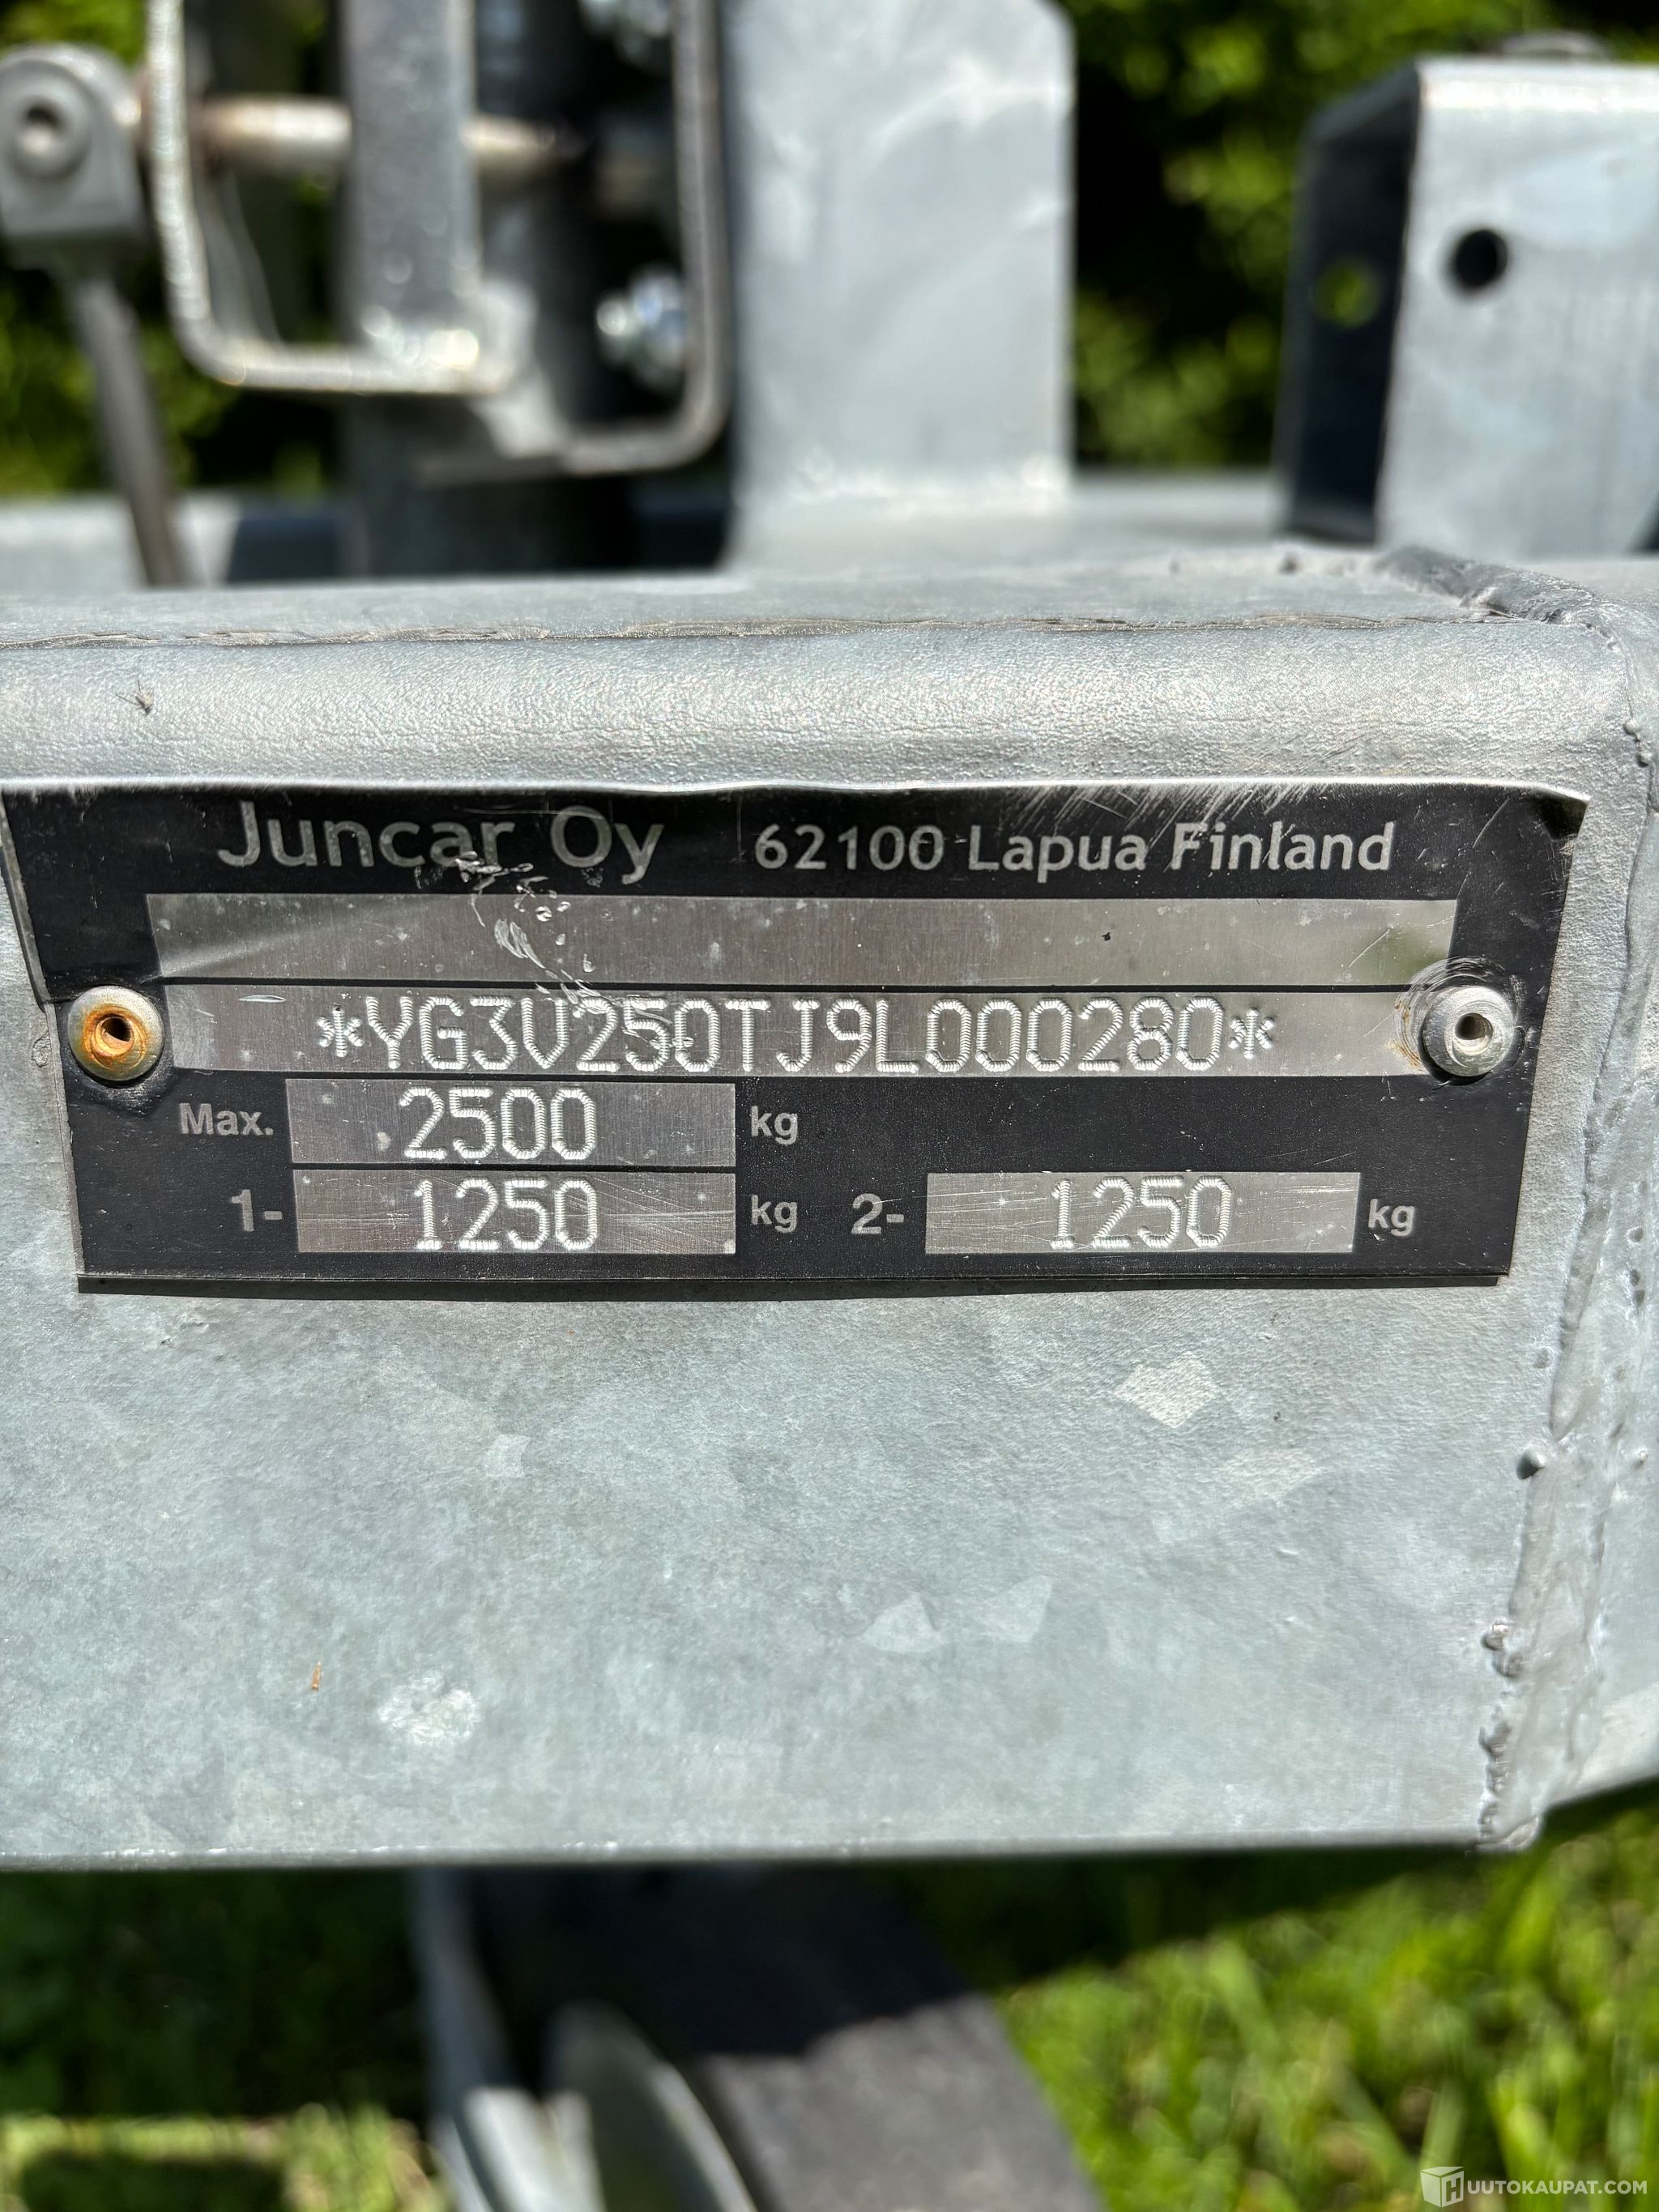 Juncar Oy 62100 Lapua Finland
*YG3V250TJ9L000280*
Max. 2500 kg
1- 1250 kg 2- 1250 kg
HUUTOKAUPAT.COM